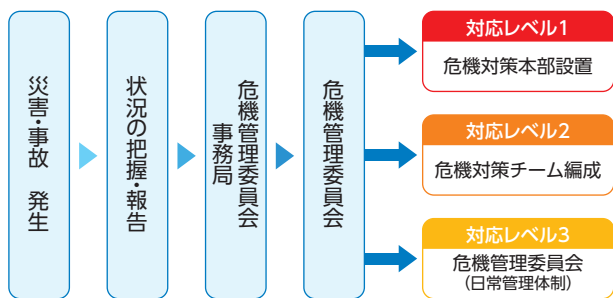 災害・事故 発生
状況の把握・報告
危機管理委員会
事務局
危機管理委員会
対応レベル1
危機対策本部設置
対応レベル2
危機対策チーム編成
対応レベル3
危機管理委員会
(日常管理体制)